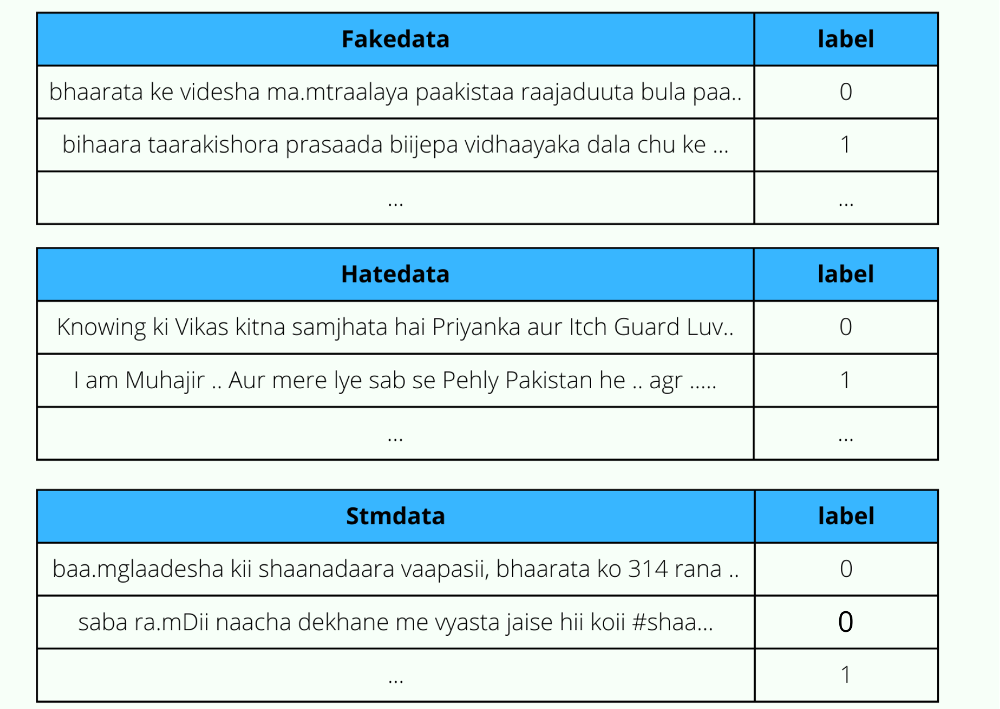 Fakedata label
bhaarata ke videsha ma.mtraalaya paakistaa raajaduuta bula paa.. 0
bihaara taarakishora prasaada biijepa vidhaayaka dala chu ke ... 1
... ...
Hatedata label
Knowing ki Vikas kitna samjhata hai Priyanka aur Itch Guard Luv.. 0
I am Muhajir .. Aur mere lye sab se Pehly Pakistan he .. agr ..... 1
... ...
Stmdata label
baa.mglaadesha kii shaanadaara vaapasii, bhaarata ko 314 rana .. 0
saba ra.mDii naacha dekhane me vyasta jaise hii koii #shaa... 0
... 1